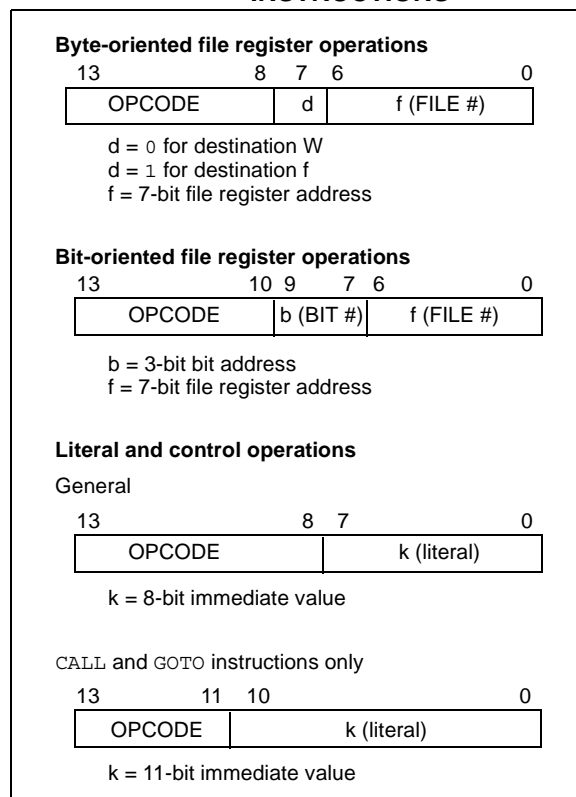 INSTRUCTIONS
Byte-oriented file register operations
13 8 7 6 0
OPCODE d f (FILE #)
d = 0 for destination W
d = 1 for destination f
f = 7-bit file register address
Bit-oriented file register operations
13 10 9 7 6 0
OPCODE b (BIT #) f (FILE #)
b = 3-bit bit address
f = 7-bit file register address
Literal and control operations
General
13 8 7 0
OPCODE k (literal)
k = 8-bit immediate value
CALL and GOTO instructions only
13 11 10 0
OPCODE k (literal)
k = 11-bit immediate value